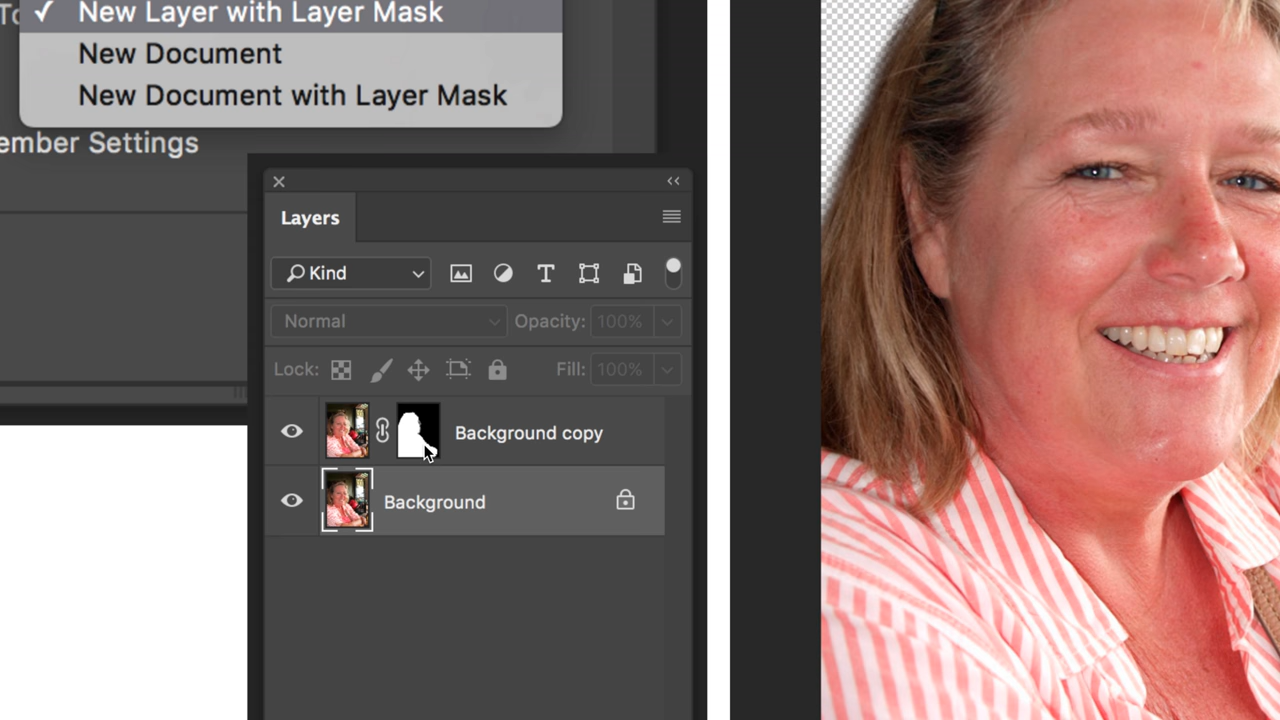 New Layer with Layer Mask
New Document
New Document with Layer Mask
ember Settings
Layers
Kind
Normal
Opacity: 100%
Lock:
Fill: 100%
Background copy
Background